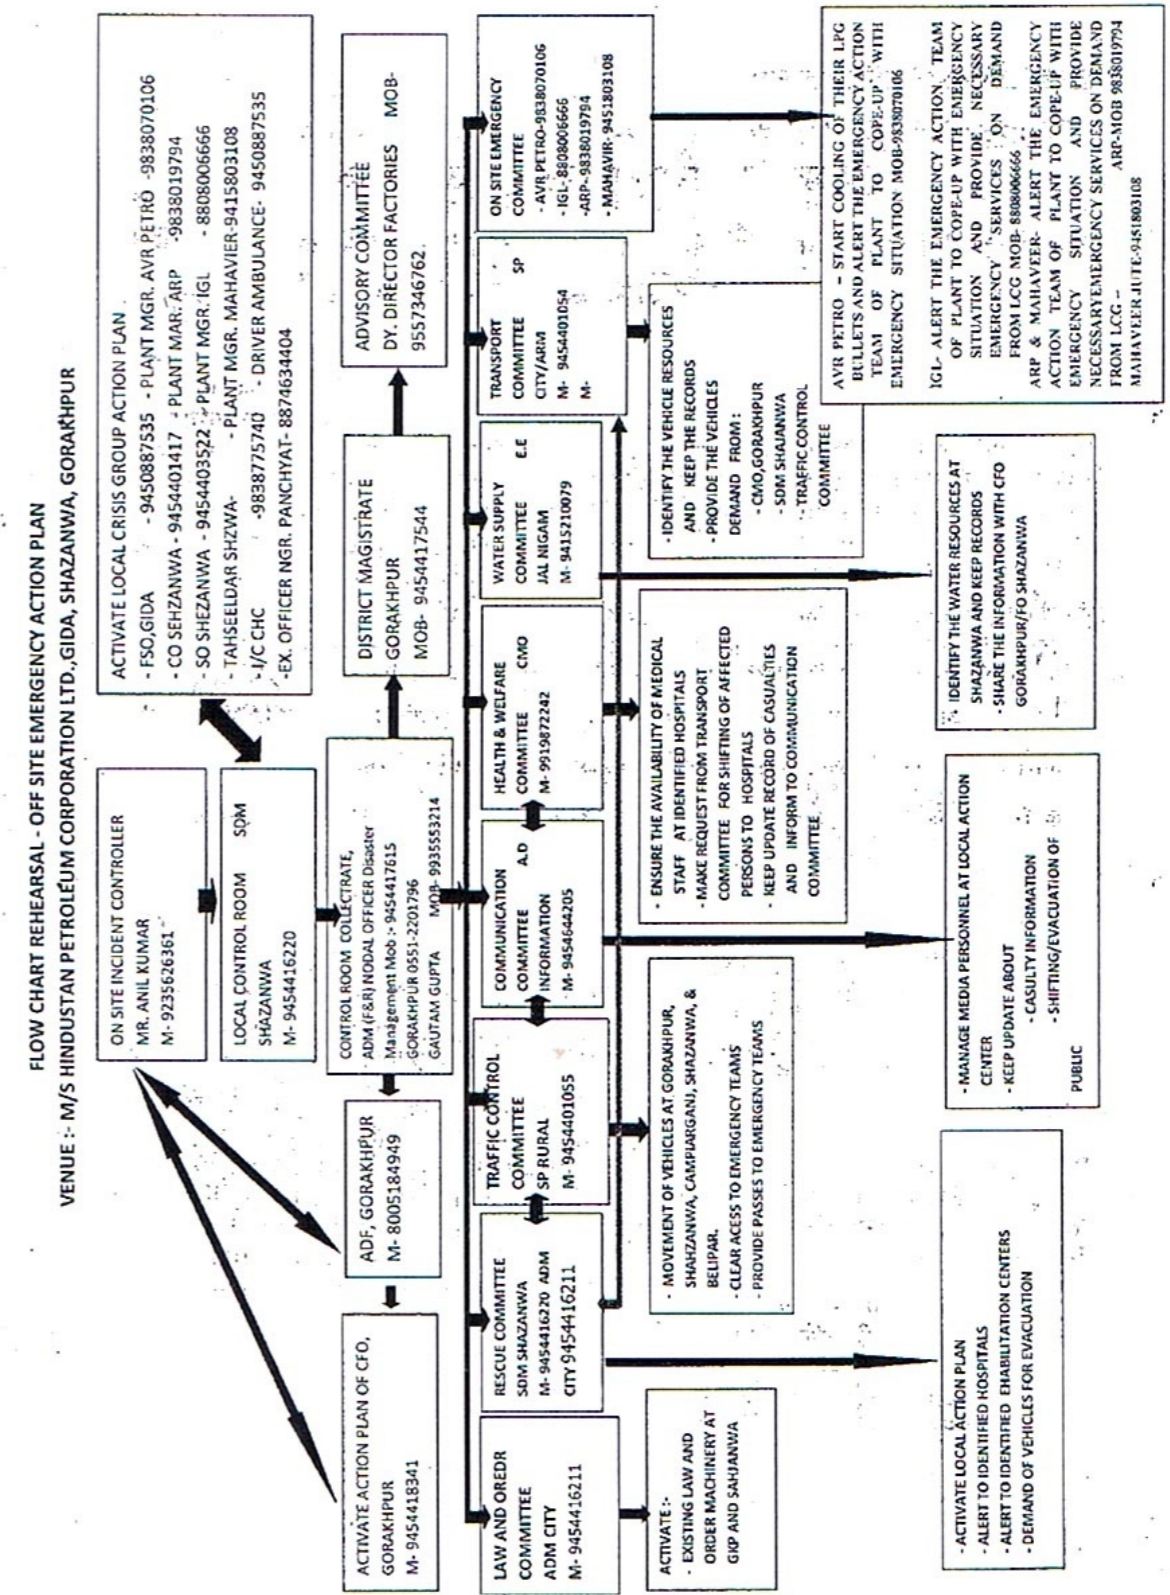 FLOW CHART REHEARSAL - OFF SITE EMERGENCY ACTION PLAN
VENUE :- M/S HINDUSTAN PETROLEUM CORPORATION LTD.,GIDA, SHAZANWA, GORAKHPUR
ON SITE INCIDENT CONTROLLER
MR. ANIL KUMAR
M- 9235626361
ACTIVATE LOCAL CRISIS GROUP ACTION PLAN
- FSO,GIDA - 9450887535 - PLANT MGR. AVR PETRO -9838070106
- CO SEHZANWA - 9454401417 - PLANT MAR. ARP -9838019794
- SO SHEZANWA - 9454403522 - PLANT MGR. IGL - 8808006666
- TAHSEELDAR SHZWA- - PLANT MGR. MAHAVIER-9415803108
- I/C CHC -9838775740 - DRIVER AMBULANCE- 9450887535
-EX. OFFICER NGR. PANCHYAT- 8874634404
LOCAL CONTROL ROOM SDM
SHAZANWA
M- 9454416220
ACTIVATE ACTION PLAN OF CFO,
GORAKHPUR
M- 9454418341
ADF, GORAKHPUR
M- 8005184949
CONTROL ROOM COLLECTRATE,
ADM (F&R) NODAL OFFICER Disaster
Management Mob :- 9454417615
GORAKHPUR 0551-2201796
GAUTAM GUPTA MOB- 9935553214
DISTRICT MAGISTRATE
GORAKHPUR
MOB- 9454417544
ADVISORY COMMITTEE
DY. DIRECTOR FACTORIES MOB-
9557346762
LAW AND OREDR
COMMITTEE
ADM CITY
M- 9454416211
RESCUE COMMITTEE
SDM SHAZANWA
M- 9454416220 ADM
CITY 9454416211
TRAFFIC CONTROL
COMMITTEE
SP RURAL
M- 9454401055
COMMUNICATION
COMMITTEE A.D
INFORMATION
M- 9454644205
HEALTH & WELFARE
COMMITTEE CMO
M- 9919872242
WATER SUPPLY
COMMITTEE E.E
JAL NIGAM
M- 9415210079
TRANSPORT SP
COMMITTEE
CITY/ARM
M- 9454401054
M-
ON SITE EMERGENCY
COMMITTEE
- AVR PETRO-9838070106
- IGL- 8808006666
-ARP- 9838019794
- MAHAVIR- 9451803108
ACTIVATE :-
- EXISTING LAW AND
ORDER MACHINERY AT
GKP AND SAHJANWA
- MOVEMENT OF VEHICLES AT GORAKHPUR,
SHAHZANWA, CAMPIARGANJ, SHAZANWA, &
BELIPAR.
- CLEAR ACESS TO EMERGENCY TEAMS
- PROVIDE PASSES TO EMERGENCY TEAMS
- ENSURE THE AVAILABILITY OF MEDICAL
STAFF AT IDENTIFIED HOSPITALS
- MAKE REQUEST FROM TRANSPORT
COMMITTEE FOR SHIFTING OF AFFECTED
PERSONS TO HOSPITALS
- KEEP UPDATE RECORD OF CASUALTIES
AND INFORM TO COMMUNICATION
COMMITTEE
- IDENTIFY THE VEHICLE RESOURCES
AND KEEP THE RECORDS
- PROVIDE THE VEHICLES
DEMAND FROM :
- CMO,GORAKHPUR
- SDM SHAJANWA
- TRAFFIC CONTROL
COMMITTEE
AVR PETRO - START COOLING OF THEIR LPG
BULLETS AND ALERT THE EMERGENCY ACTION
TEAM OF PLANT TO COPE-UP WITH
EMERGENCY SITUATION MOB-9838070106
IGL- ALERT THE EMERGENCY ACTION TEAM
OF PLANT TO COPE-UP WITH EMERGENCY
SITUATION AND PROVIDE NECESSARY
EMERGENCY SERVICES ON DEMAND
FROM LCG MOB- 8808006666
ARP & MAHAVEER- ALERT THE EMERGENCY
ACTION TEAM OF PLANT TO COPE-UP WITH
EMERGENCY SITUATION AND PROVIDE
NECESSARYEMERGENCY SERVICES ON DEMAND
FROM LCG -- ARP-MOB 9838019794
MAHAVEER JUTE-9451803108
- ACTIVATE LOCAL ACTION PLAN
- ALERT TO IDENTIFIED HOSPITALS
- ALERT TO IDENTIFIED EHABILITATION CENTERS
- DEMAND OF VEHICLES FOR EVACUATION
- MANAGE MEDIA PERSONNEL AT LOCAL ACTION
CENTER
- KEEP UPDATE ABOUT
- CASULTY INFORMATION
- SHIFTING/EVACUATION OF
PUBLIC
- IDENTIFY THE WATER RESOURCES AT
SHAZANWA AND KEEP RECORDS
- SHARE THE INFORMATION WITH CFO
GORAKHPUR/FO SHAZANWA